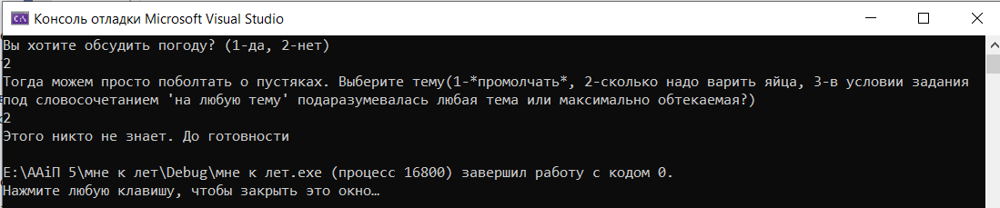 Консоль отладки Microsoft Visual Studio
Вы хотите обсудить погоду? (1-да, 2-нет)
2
Тогда можем просто поболтать о пустяках. Выберите тему(1-*промолчать*, 2-сколько надо варить яйца, 3-в условии задания
под словосочетанием 'на любую тему' подаразумевалась любая тема или максимально обтекаемая?)
2
Этого никто не знает. До готовности
E:\ААиП 5\мне к лет\Debug\мне к лет.exe (процесс 16800) завершил работу с кодом 0.
Нажмите любую клавишу, чтобы закрыть это окно…